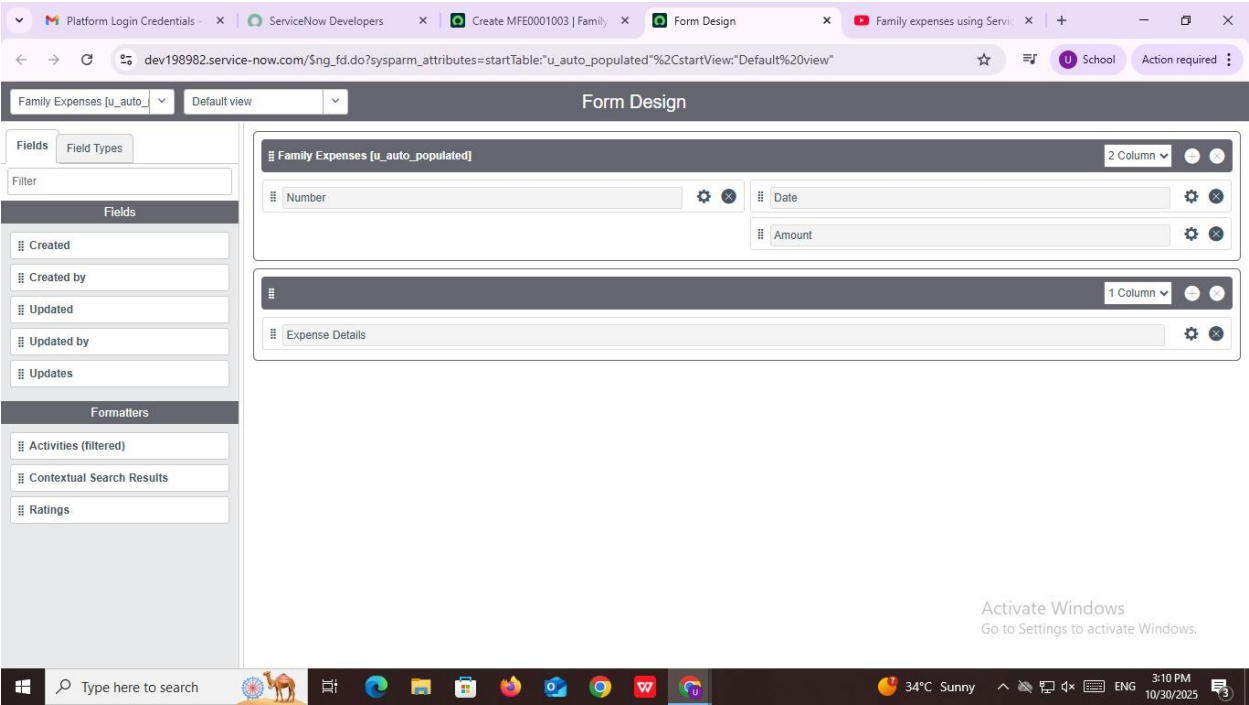 Platform Login Credentials -
ServiceNow Developers
Create MFE0001003 | Family
Form Design
Family expenses using Servic
dev198982.service-now.com/$ng_fd.do?sysparm_attributes=startTable:"u_auto_populated"%2CstartView:"Default%20view"
U School
Action required
Family Expenses [u_auto_p
Default view
Form Design
Fields
Field Types
Filter
Fields
Created
Created by
Updated
Updated by
Updates
Formatters
Activities (filtered)
Contextual Search Results
Ratings
Family Expenses [u_auto_populated]
2 Column
Number
Date
Amount
1 Column
Expense Details
Activate Windows
Go to Settings to activate Windows.
Type here to search
34°C Sunny
ENG
3:10 PM
10/30/2025
3